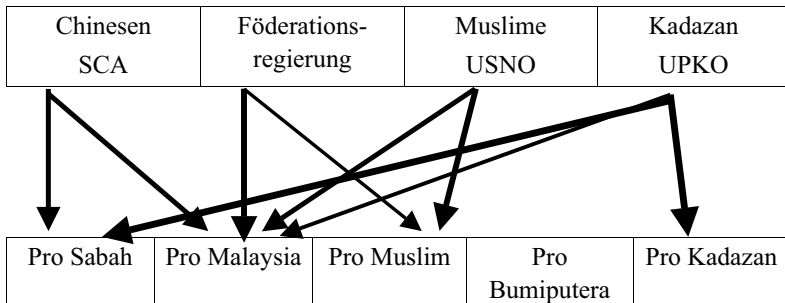 Chinesen
SCA
Föderations-
regierung
Muslime
USNO
Kadazan
UPKO
Pro Sabah
Pro Malaysia
Pro Muslim
Pro
Bumiputera
Pro Kadazan